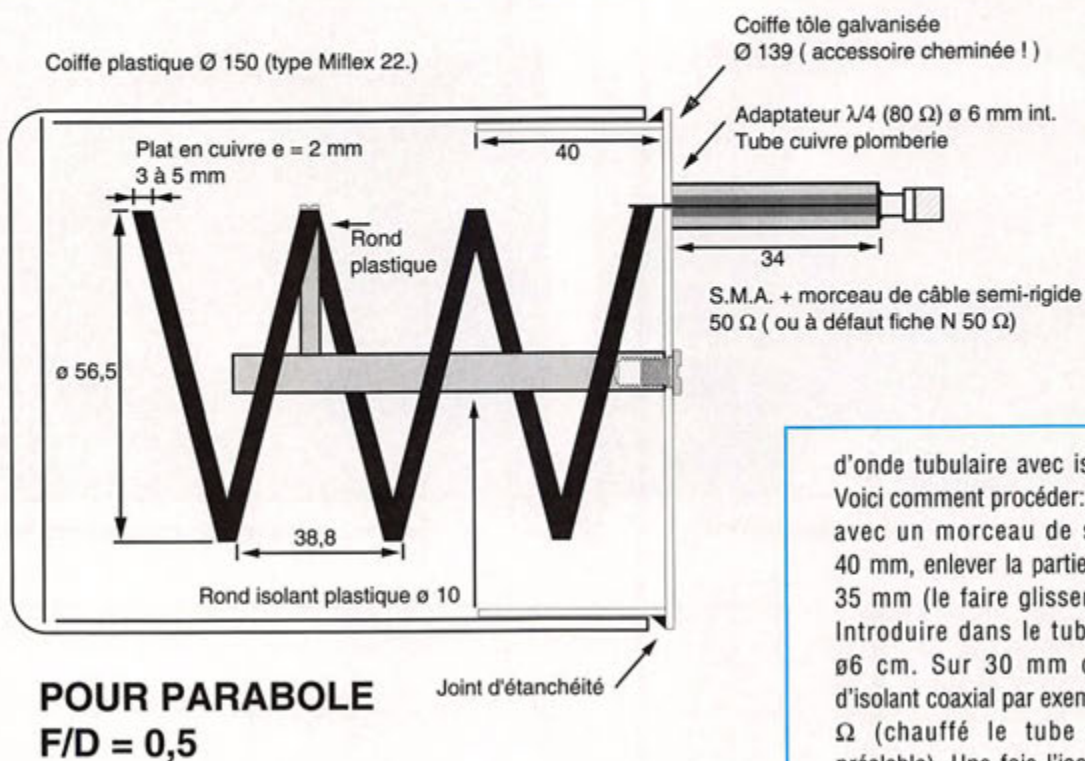 Coiffe plastique Ø 150 (type Miflex 22.)
Coiffe tôle galvanisée
Ø 139 ( accessoire cheminée ! )
Adaptateur λ/4 (80 Ω) ø 6 mm int.
Tube cuivre plomberie
Plat en cuivre e = 2 mm
3 à 5 mm
40
Rond
plastique
34
S.M.A. + morceau de câble semi-rigide
50 Ω ( ou à défaut fiche N 50 Ω)
ø 56,5
38,8
Rond isolant plastique ø 10
Joint d'étanchéité
POUR PARABOLE
F/D = 0,5
d'onde tubulaire avec is
Voici comment procéder:
avec un morceau de s
40 mm, enlever la partie
35 mm (le faire glisser
Introduire dans le tub
ø6 cm. Sur 30 mm
d'isolant coaxial par exem
Ω (chauffé le tube
préalable). Une fois l'iso